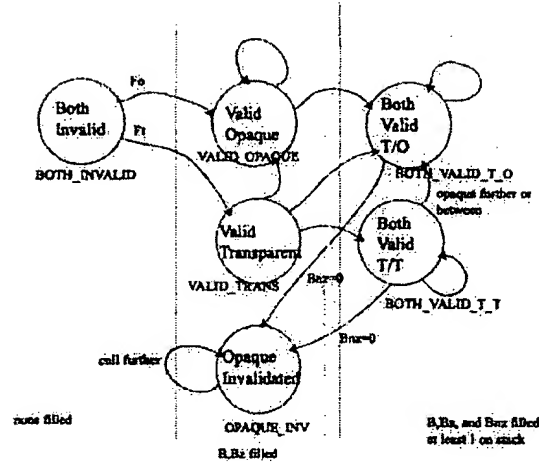 Both
Invalid
BOTH_INVALID
Fo
Ft
Valid
Opaque
VALID_OPAQUE
Both
Valid
T/O
BOTH_VALID_T_O
opaque further or
between
Valid
Transparent
VALID_TRANS
Both
Valid
T/T
BOTH_VALID_T_T
Bnz=0
Bnz=0
cull further
Opaque
Invalidated
OPAQUE_INV
none filled
B,Bz filled
B,Bz, and Bnz filled
at least 1 on stack